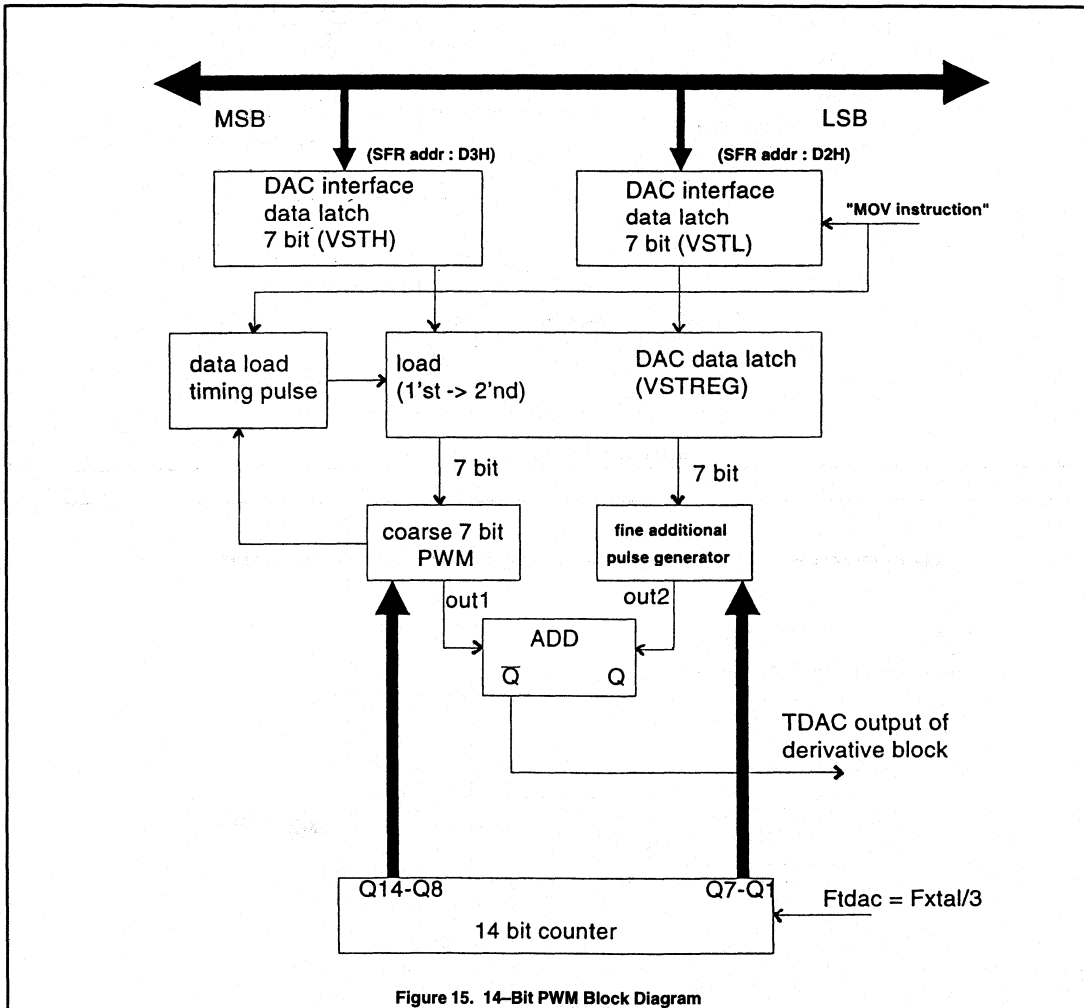 MSB
LSB
(SFR addr : D3H)
(SFR addr : D2H)
DAC interface
data latch
7 bit (VSTH)
DAC interface
data latch
7 bit (VSTL)
"MOV instruction"
data load
timing pulse
load
(1'st -> 2'nd)
DAC data latch
(VSTREG)
7 bit
7 bit
coarse 7 bit
PWM
fine additional
pulse generator
out1
out2
ADD
Q̅
Q
TDAC output of
derivative block
Q14-Q8
Q7-Q1
Ftdac = Fxtal/3
14 bit counter
Figure 15. 14–Bit PWM Block Diagram